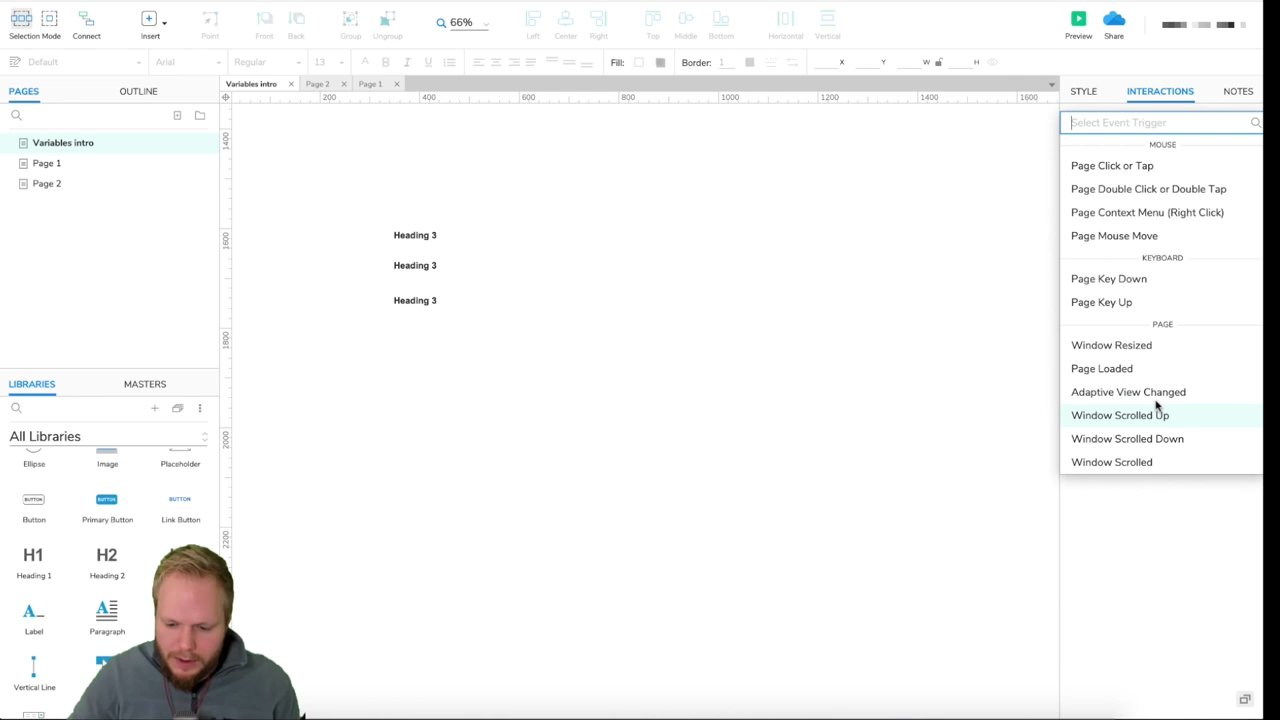 Selection Mode
Connect
Insert
Point
Front
Back
Group
Ungroup
66%
Left
Center
Right
Top
Middle
Bottom
Horizontal
Vertical
Preview
Share
Default
Arial
Regular
13
Fill:
Border:
1
X
Y
W
H
PAGES
OUTLINE
Variables intro
Page 2
Page 1
STYLE
INTERACTIONS
NOTES
200
400
600
800
1000
1200
1400
1600
Variables intro
Page 1
Page 2
1400
1600
1800
2000
2200
Heading 3
Heading 3
Heading 3
Select Event Trigger
MOUSE
Page Click or Tap
Page Double Click or Double Tap
Page Context Menu (Right Click)
Page Mouse Move
KEYBOARD
Page Key Down
Page Key Up
PAGE
Window Resized
Page Loaded
Adaptive View Changed
Window Scrolled Up
Window Scrolled Down
Window Scrolled
LIBRARIES
MASTERS
All Libraries
Ellipse
Image
Placeholder
BUTTON
BUTTON
BUTTON
Button
Primary Button
Link Button
H1
H2
Heading 1
Heading 2
A
A
Label
Paragraph
Vertical Line